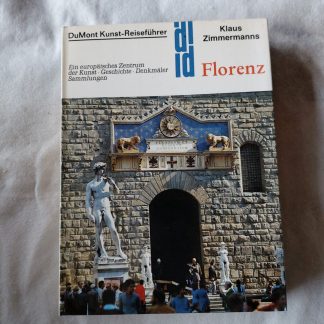 DuMont Kunst-Reiseführer
Klaus
Zimmermanns
Ein europäisches Zentrum
der Kunst · Geschichte · Denkmäler
Sammlungen
Florenz